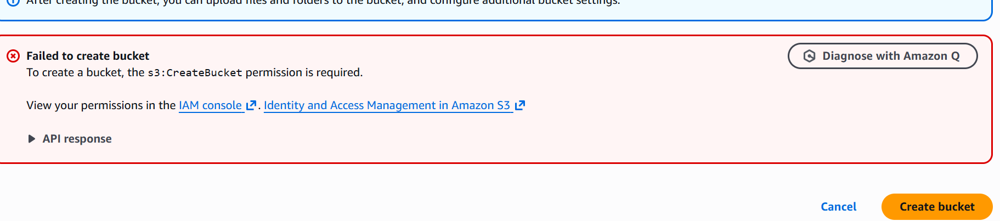 After creating the bucket, you can upload files and folders to the bucket, and configure additional bucket settings.
Failed to create bucket
Diagnose with Amazon Q
To create a bucket, the s3:CreateBucket permission is required.
View your permissions in the IAM console. Identity and Access Management in Amazon S3
API response
Cancel
Create bucket